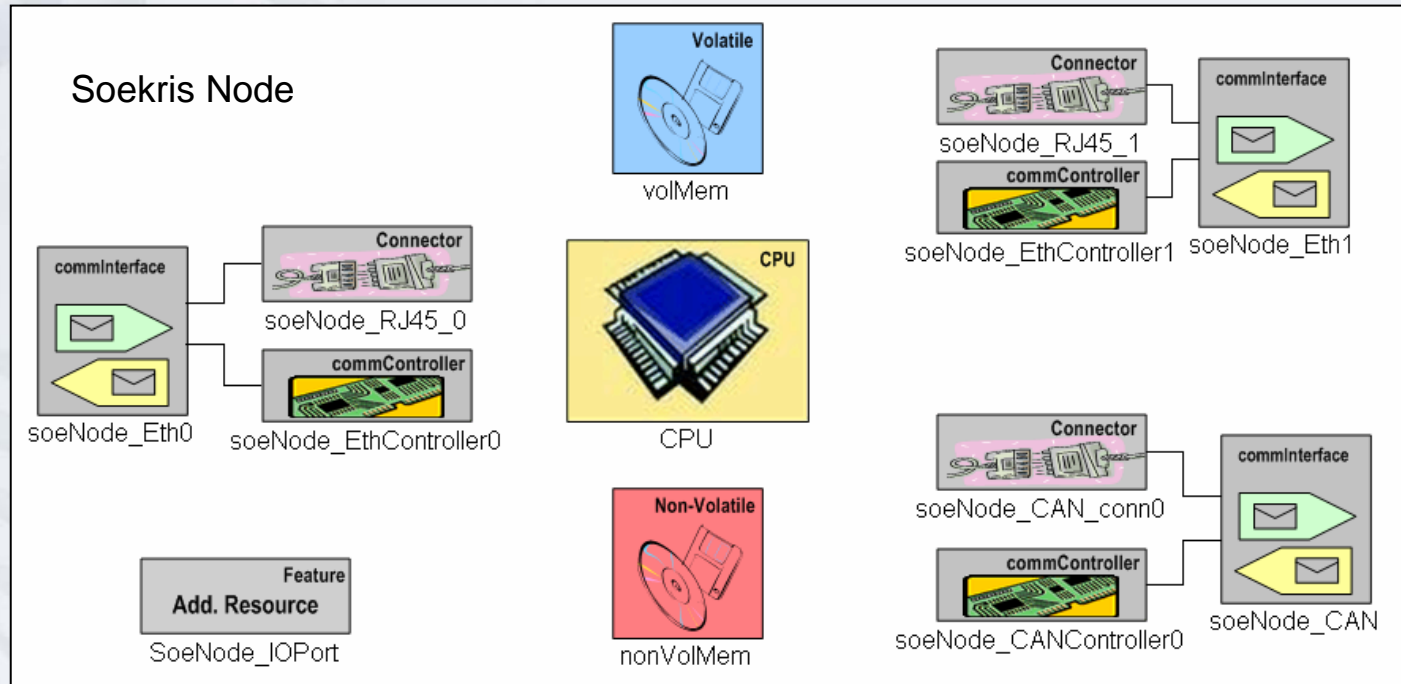 Soekris Node
Volatile
volMem
Connector
soeNode_RJ45_1
commController
soeNode_EthController1
commInterface
soeNode_Eth1
commInterface
soeNode_Eth0
Connector
soeNode_RJ45_0
commController
soeNode_EthController0
CPU
CPU
Connector
soeNode_CAN_conn0
commController
soeNode_CANController0
commInterface
soeNode_CAN
Non-Volatile
nonVolMem
Feature
Add. Resource
SoeNode_IOPort